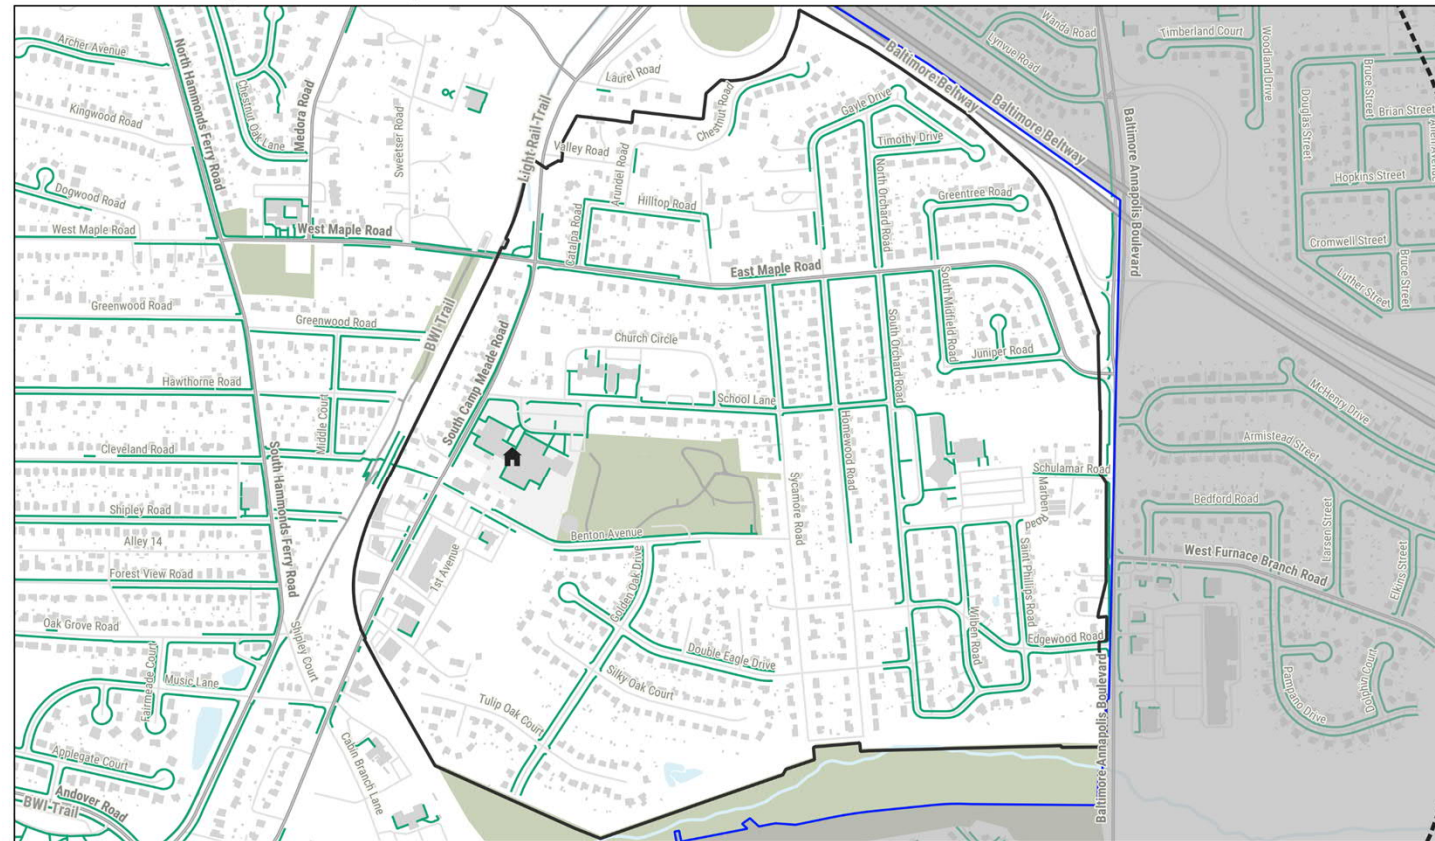 Archer Avenue
Kingwood Road
Dogwood Road
West Maple Road
Greenwood Road
Hawthorne Road
Cleveland Road
Shipley Road
Alley 14
Forest View Road
Oak Grove Road
Music Lane
Fairmeade Court
Applegate Court
Andover Road
BWI-Trail
North Hammonds Ferry Road
Chestnut Oak Lane
Medora Road
Sweetser Road
West Maple Road
Greenwood Road
Middle Court
South Hammonds Ferry Road
Shipley Court
Cabin Branch Lane
BWI-Trail
Light-Rail-Trail
Laurel Road
Valley Road
Arundel Road
Chestnut Road
Hilltop Road
Catalpa Road
East Maple Road
South Camp Meade Road
Church Circle
School Lane
1st Avenue
Benton Avenue
Golden Oak Drive
Double Eagle Drive
Silky Oak Court
Tulip Oak Court
Sycamore Road
Homewood Road
Gayle Drive
Timothy Drive
North Orchard Road
Greentree Road
South Midfield Road
South Orchard Road
Juniper Road
Schulamar Road
Marben Road
Saint Phillips Road
Wilben Road
Edgewood Road
Baltimore Beltway
Baltimore Beltway
Baltimore Annapolis Boulevard
Baltimore Annapolis Boulevard
Wanda Road
Lynvue Road
Timberland Court
Woodland Drive
Douglas Street
Bruce Street
Brian Street
Allen Avenue
Hopkins Street
Cromwell Street
Bruce Street
Luther Street
McHenry Drive
Armistead Street
Bedford Road
Larsen Street
West Furnace Branch Road
Elkins Street
Pampano Drive
Dolphin Court